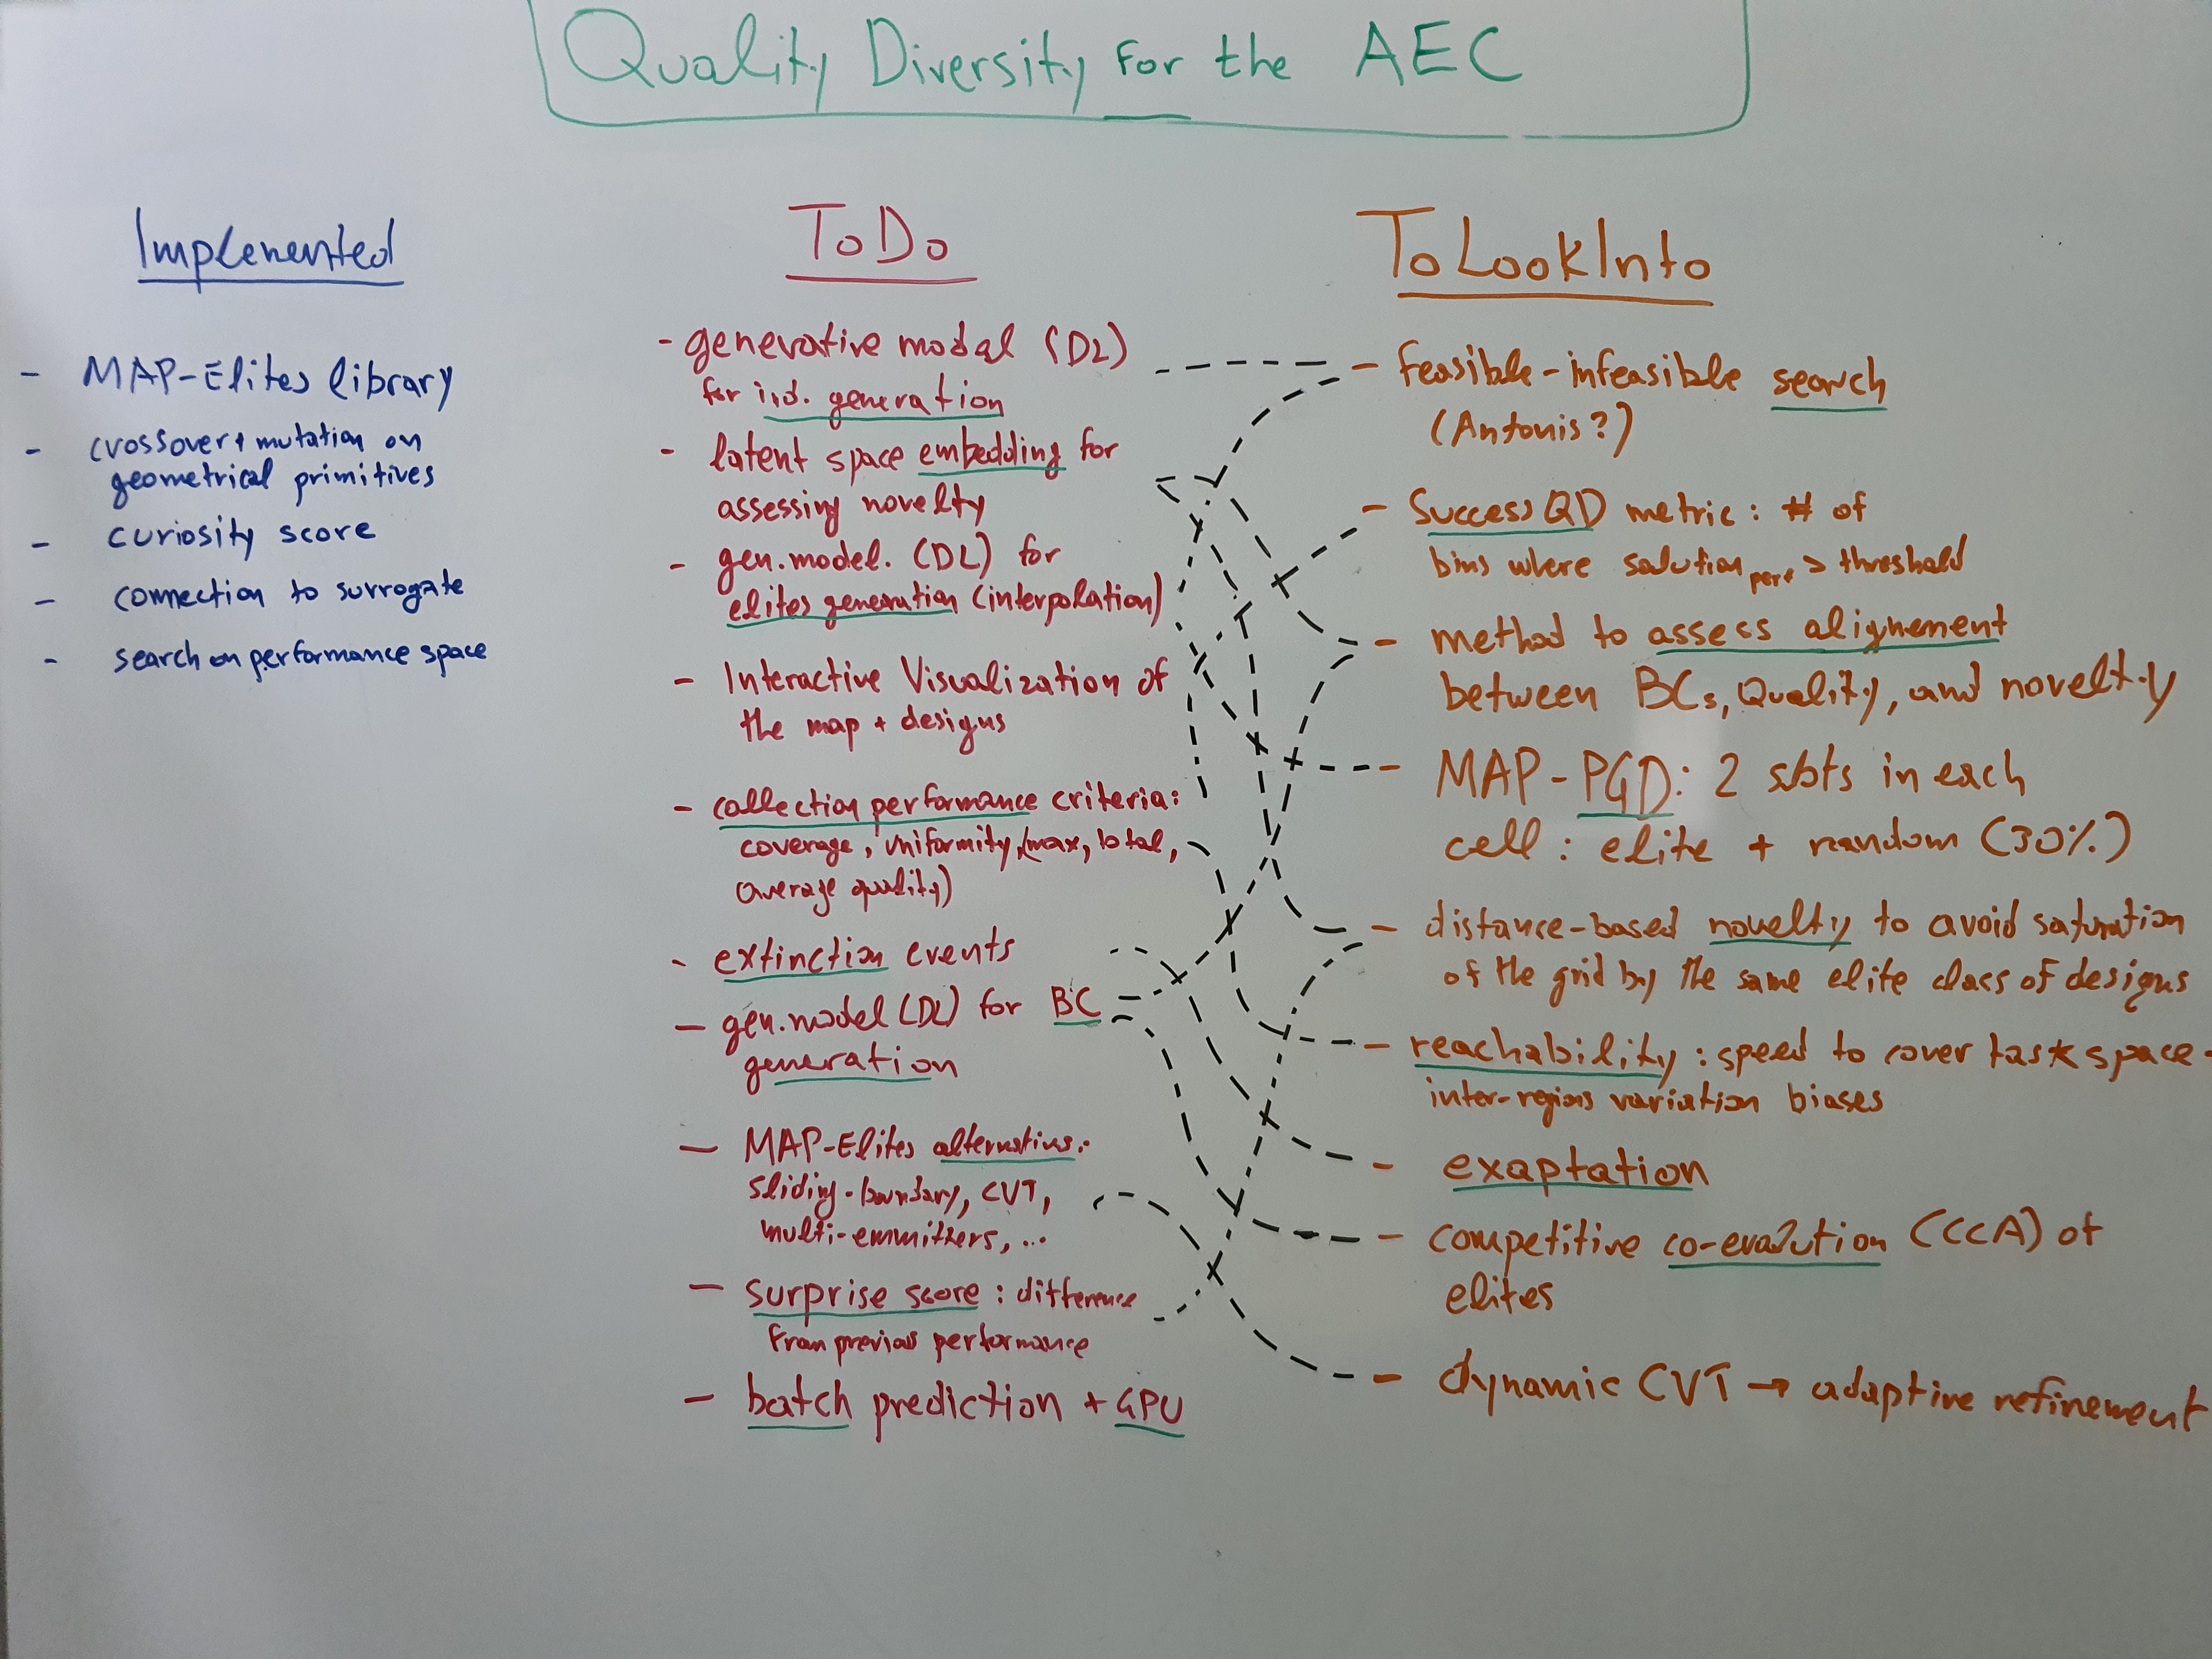 Quality Diversity for the AEC
Implemented
- MAP-Elites library
- crossover + mutation on
geometrical primitives
- curiosity score
- connection to surrogate
- search on performance space
ToDo
- generative modal (DL)
for ind. generation
- latent space embedding for
assessing novelty
- gen. model. (DL) for
elites generation (interpolation)
- Interactive Visualization of
the map + designs
- collection performance criteria:
coverage, uniformity, (max, total,
average quality)
- extinction events
- gen. model (DL) for BC
generation
- MAP-Elites alternatives:
sliding-boundary, CVT,
multi-emmitters, ...
- surprise score: difference
from previous performance
- batch prediction + GPU
ToLookInto
- feasible-infeasible search
(Antonis?)
- Success QD metric: # of
bins where solution perf > threshold
- method to assess alignement
between BCs, Quality, and novelty
- MAP-PGD: 2 slots in each
cell: elite + random (30%)
- distance-based novelty to avoid saturation
of the grid by the same elite class of designs
- reachability: speed to cover task space -
inter-regions variation biases
- exaptation
- competitive co-evolution (CCA) of
elites
- dynamic CVT → adaptive refinement